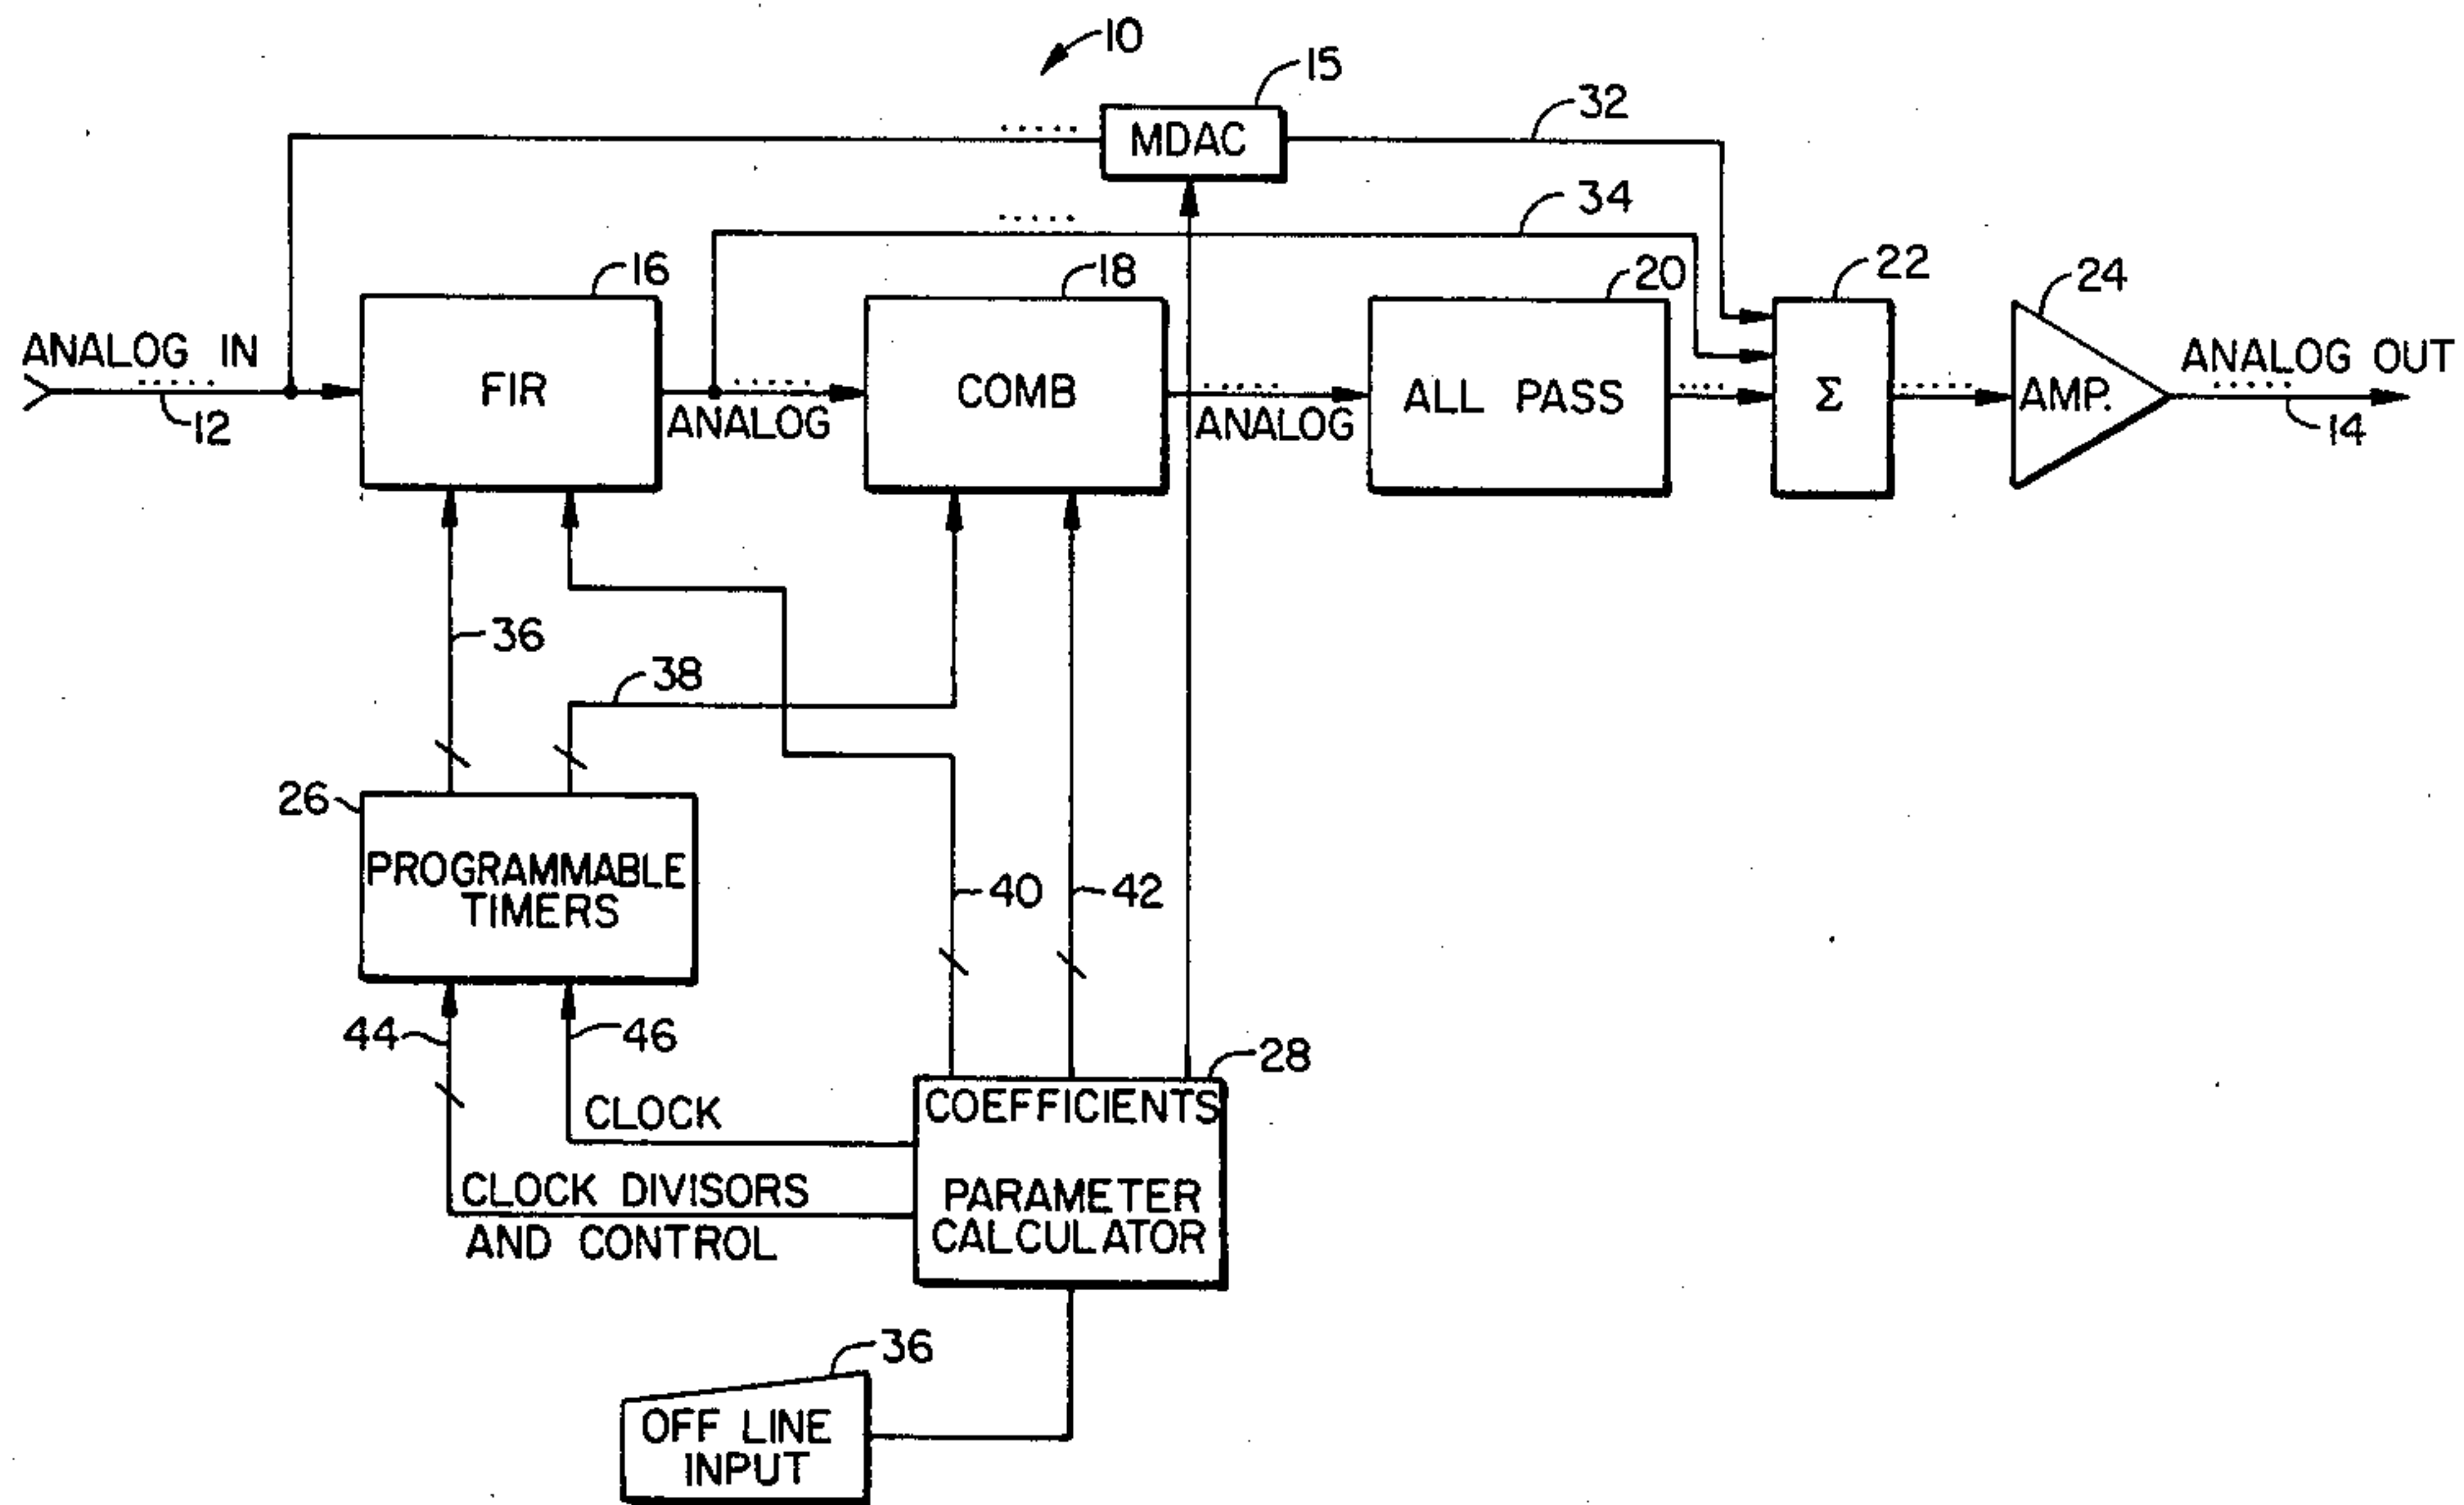 10
15
32
MDAC
34
16
18
20
22
24
ANALOG IN
ANALOG OUT
FIR
COMB
ALL PASS
Σ
AMP.
ANALOG
ANALOG
12
14
36
38
26
PROGRAMMABLE
TIMERS
40
42
44
46
28
CLOCK
COEFFICIENTS
CLOCK DIVISORS
AND CONTROL
PARAMETER
CALCULATOR
36
OFF LINE
INPUT